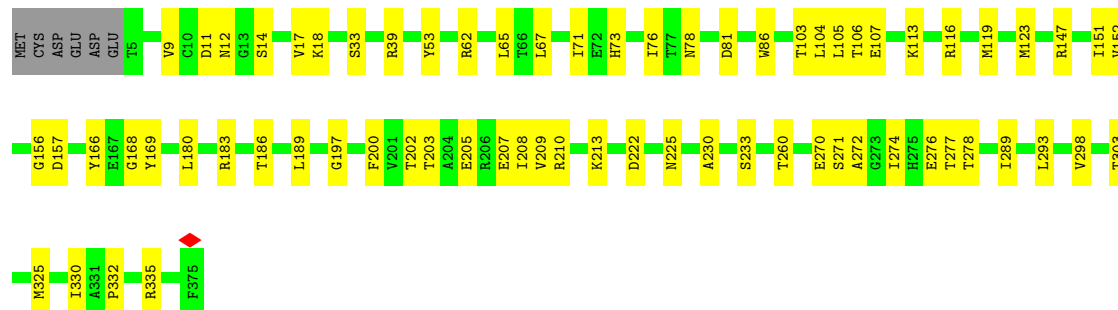 MET CYS ASP GLU ASP GLU T5 V9 C10 D11 N12 G13 S14 V17 K18 S33 R39 Y53 R62 L65 T66 L67 I71 E72 H73 I76 T77 N78 D81 W86 T103 L104 L105 T106 E107 K113 R116 M119 M123 R147 I151
G156 D157 Y166 E167 G168 Y169 L180 R183 T186 L189 G197 F200 V201 T202 T203 A204 E205 R206 E207 I208 V209 R210 K213 D222 N225 A230 S233 T260 E270 S271 A272 G273 I274 H275 E276 T277 T278 I289 L293 V298
M325 I330 A331 P332 R335 F375